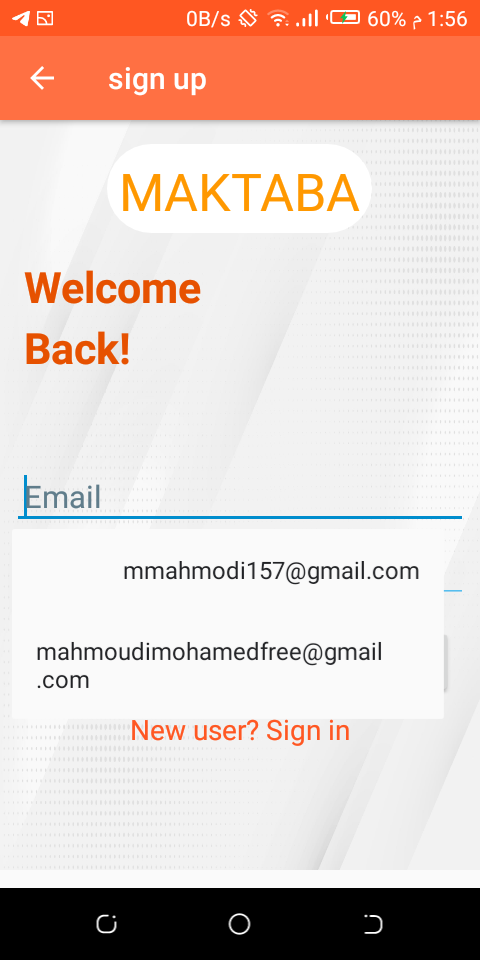 0B/s 60% م 1:56
sign up
MAKTABA
Welcome
Back!
Email
mmahmodi157@gmail.com
mahmoudimohamedfree@gmail
.com
New user? Sign in